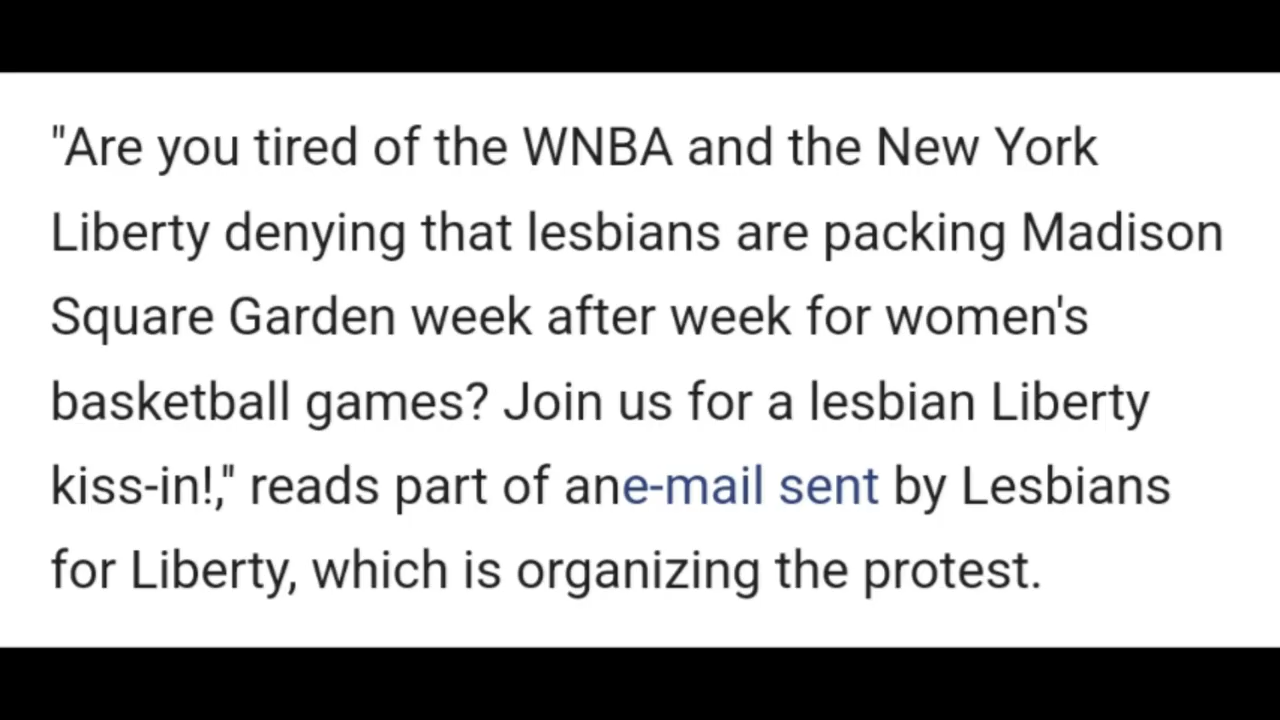 "Are you tired of the WNBA and the New York
Liberty denying that lesbians are packing Madison
Square Garden week after week for women's
basketball games? Join us for a lesbian Liberty
kiss-in!," reads part of ane-mail sent by Lesbians
for Liberty, which is organizing the protest.